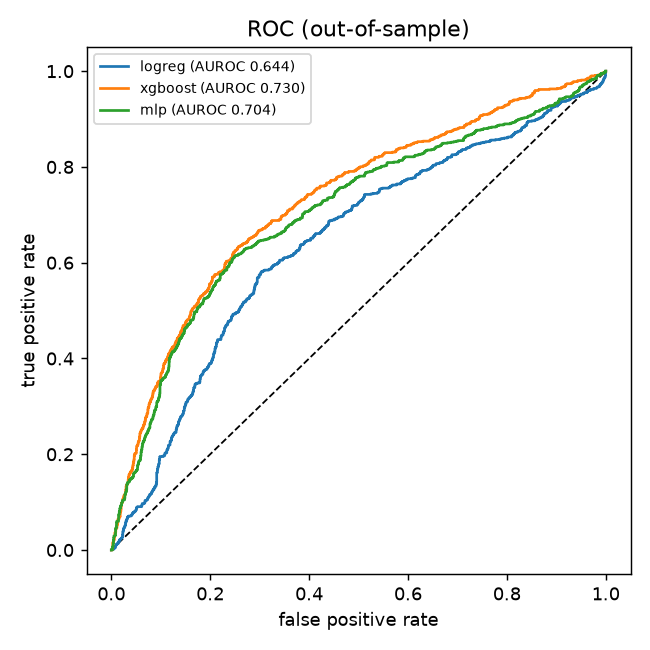 ROC (out-of-sample)
logreg (AUROC 0.644)
xgboost (AUROC 0.730)
mlp (AUROC 0.704)
true positive rate
1.0
0.8
0.6
0.4
0.2
0.0
0.0 0.2 0.4 0.6 0.8 1.0
false positive rate